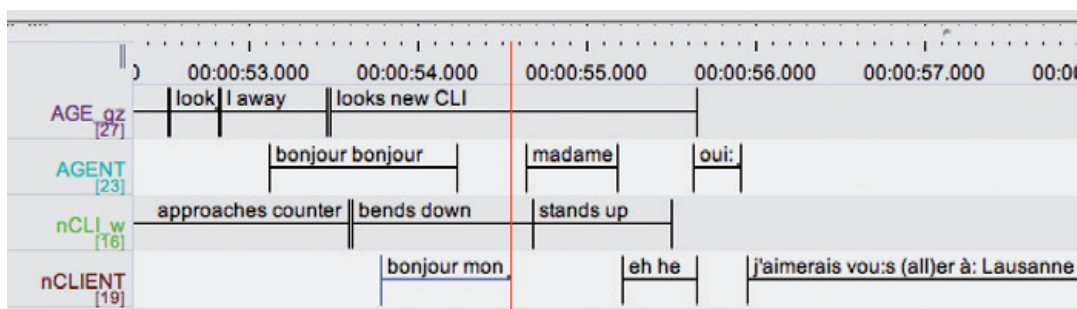 00:00:53.000 00:00:54.000 00:00:55.000 00:00:56.000 00:00:57.000 00:00
AGE_gz look l away looks new CLI
[27]
AGENT bonjour bonjour madame oui:
[23]
nCLI_w approaches counter bends down stands up
[16]
nCLIENT bonjour mon eh he j'aimerais vou:s (all)er à: Lausanne
[19]